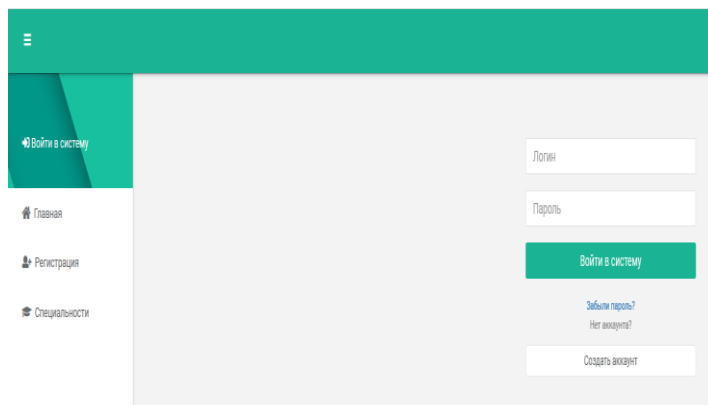 Войти в систему
Главная
Регистрация
Специальности
Логин
Пароль
Войти в систему
Забыли пароль?
Нет аккаунта?
Создать аккаунт